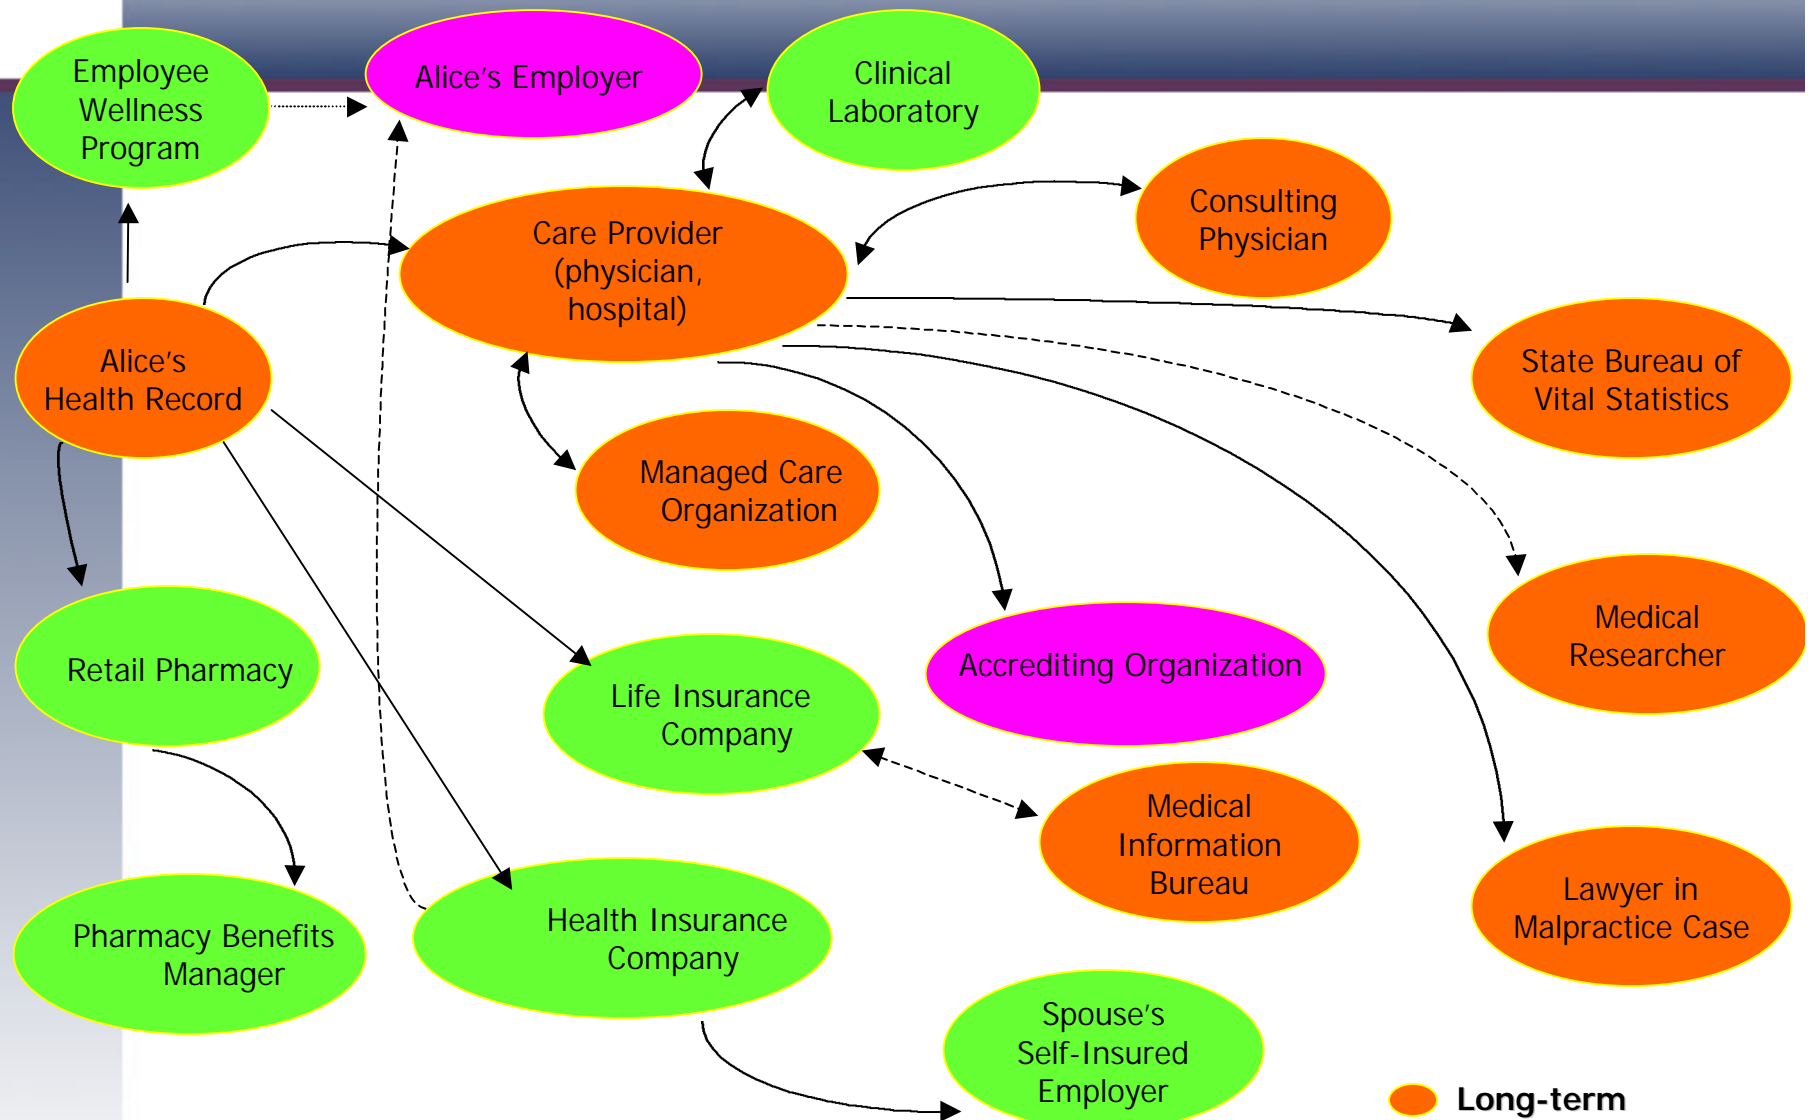 Employee
Wellness
Program
Alice's Employer
Clinical
Laboratory
Consulting
Physician
Care Provider
(physician,
hospital)
Alice's
Health Record
State Bureau of
Vital Statistics
Managed Care
Organization
Medical
Researcher
Retail Pharmacy
Life Insurance
Company
Accrediting Organization
Medical
Information
Bureau
Lawyer in
Malpractice Case
Pharmacy Benefits
Manager
Health Insurance
Company
Spouse's
Self-Insured
Employer
Long-term